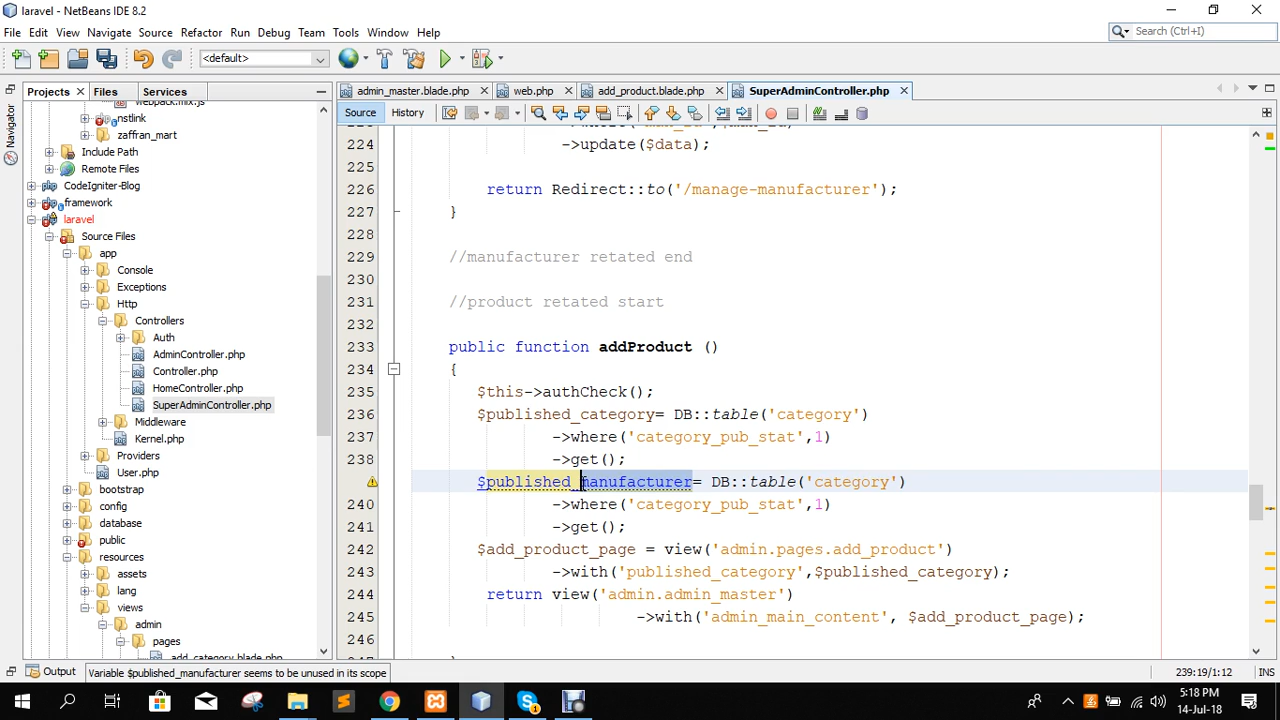 laravel - NetBeans IDE 8.2
File Edit View Navigate Source Refactor Run Debug Team Tools Window Help
Search (Ctrl+I)
<default>
Projects Files Services
admin_master.blade.php web.php add_product.blade.php SuperAdminController.php
Source History
Navigator
webpack.mix.js
nstlink
zaffran_mart
Include Path
Remote Files
CodeIgniter-Blog
framework
laravel
Source Files
app
Console
Exceptions
Http
Controllers
Auth
AdminController.php
Controller.php
HomeController.php
SuperAdminController.php
Middleware
Kernel.php
Providers
User.php
bootstrap
config
database
public
resources
assets
lang
views
admin
pages
add_category.blade.php
224 ->update($data);
225
226 return Redirect::to('/manage-manufacturer');
227 }
228
229 //manufacturer retated end
230
231 //product retated start
232
233 public function addProduct ()
234 {
235 $this->authCheck();
236 $published_category= DB::table('category')
237 ->where('category_pub_stat',1)
238 ->get();
$published_manufacturer= DB::table('category')
240 ->where('category_pub_stat',1)
241 ->get();
242 $add_product_page = view('admin.pages.add_product')
243 ->with('published_category',$published_category);
244 return view('admin.admin_master')
245 ->with('admin_main_content', $add_product_page);
246
Output Variable $published_manufacturer seems to be unused in its scope 239:19/1:12 INS
5:18 PM
14-Jul-18